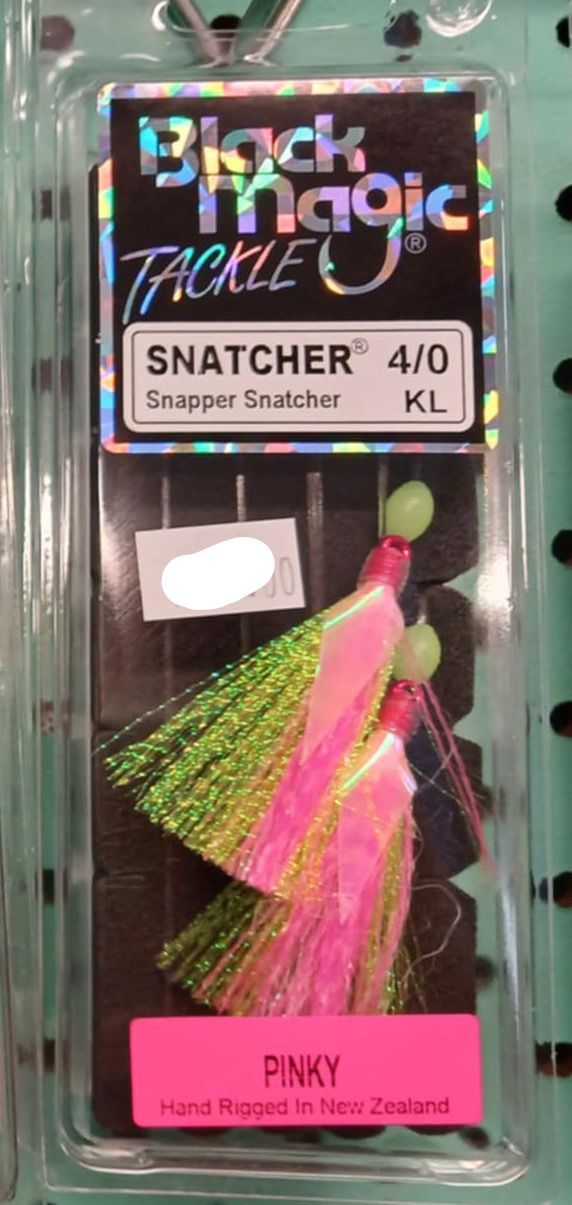 Black
Magic®
TACKLE
SNATCHER® 4/0
Snapper Snatcher KL
PINKY
Hand Rigged In New Zealand